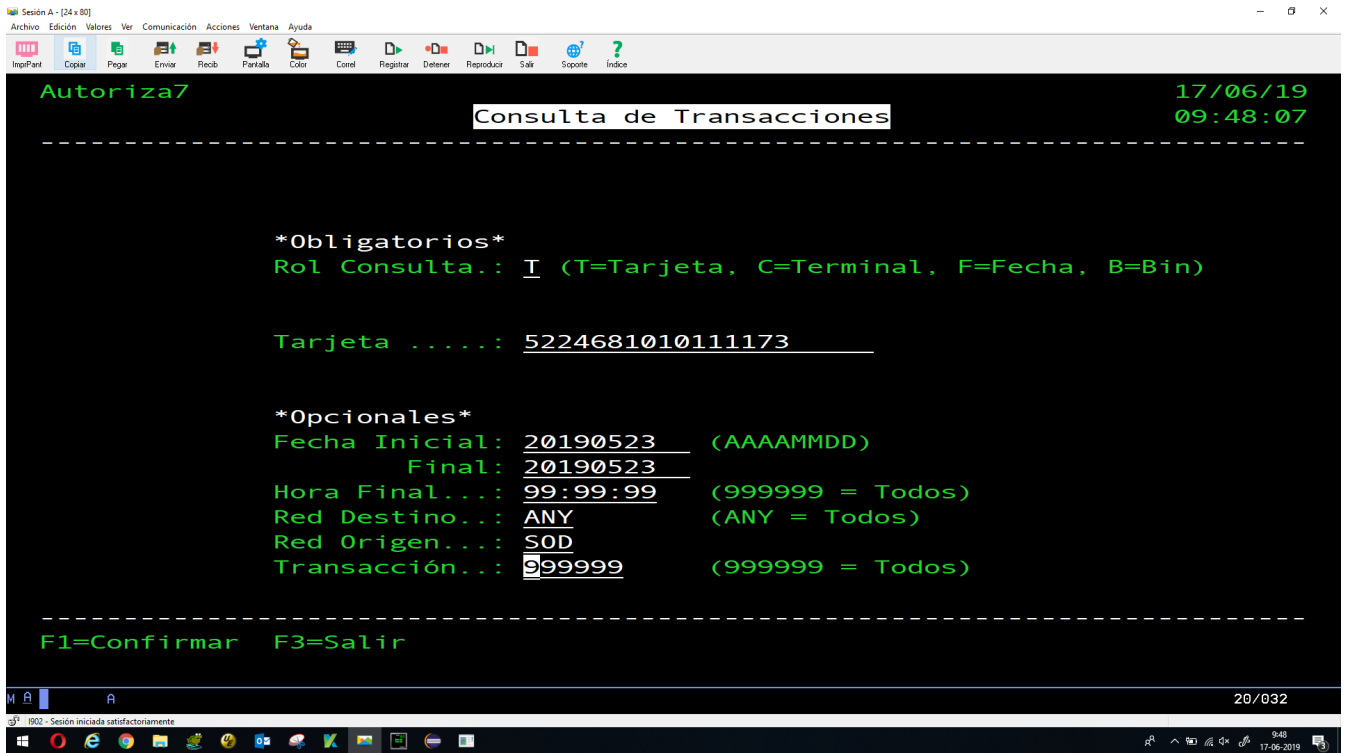 Sesión A - [24 x 80]
Archivo Edición Valores Ver Comunicación Acciones Ventana Ayuda
ImprPant Copiar Pegar Enviar Recib Pantalla Color Correl Registrar Detener Reproducir Salir Soporte Índice
Autoriza7 17/06/19
Consulta de Transacciones 09:48:07
*Obligatorios*
Rol Consulta.: T (T=Tarjeta, C=Terminal, F=Fecha, B=Bin)
Tarjeta .....: 5224681010111173
*Opcionales*
Fecha Inicial: 20190523 (AAAAMMDD)
Final: 20190523
Hora Final...: 99:99:99 (999999 = Todos)
Red Destino..: ANY (ANY = Todos)
Red Origen...: SOD
Transacción..: 999999 (999999 = Todos)
F1=Confirmar F3=Salir
M A A 20/032
I902 - Sesión iniciada satisfactoriamente
9:48
17-06-2019